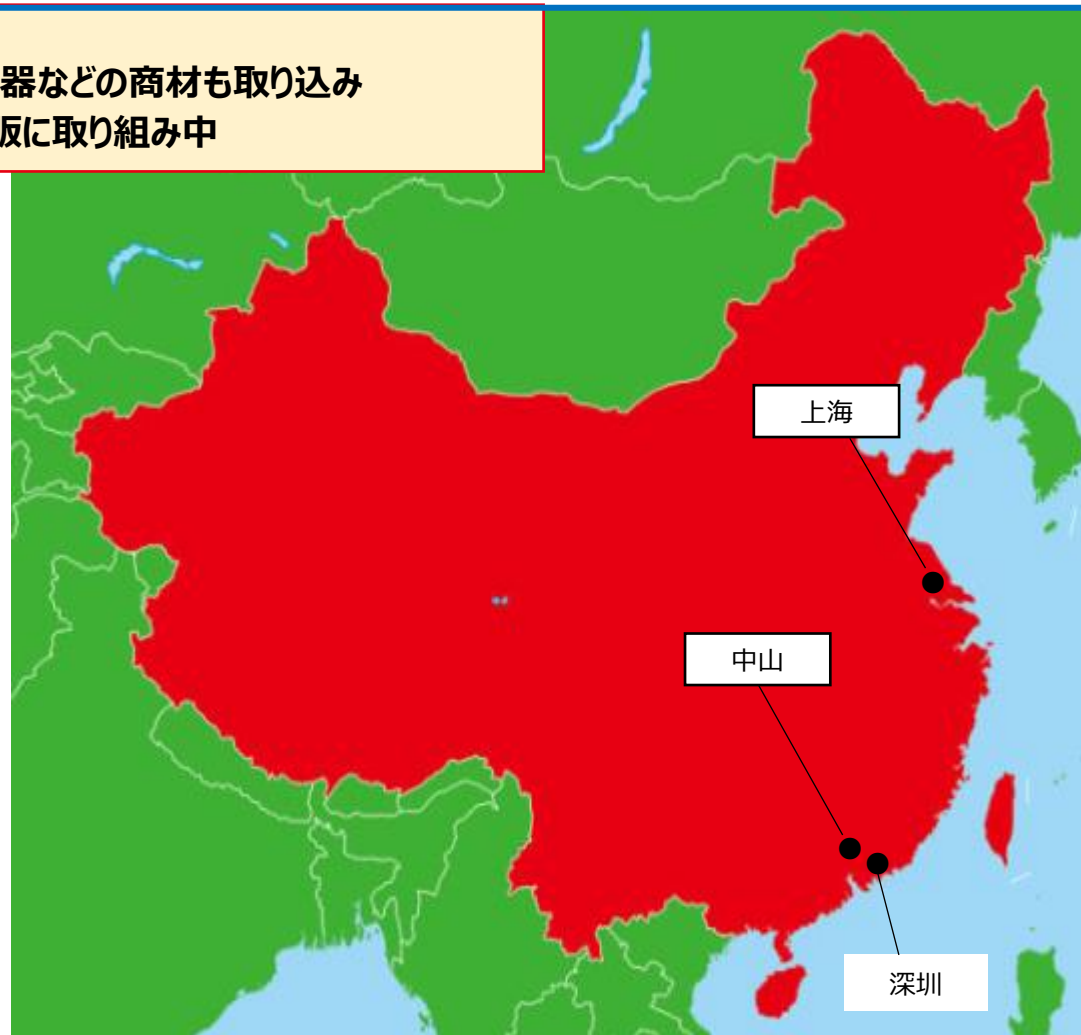 器などの商材も取り込み
販に取り組み中
上海
中山
深圳